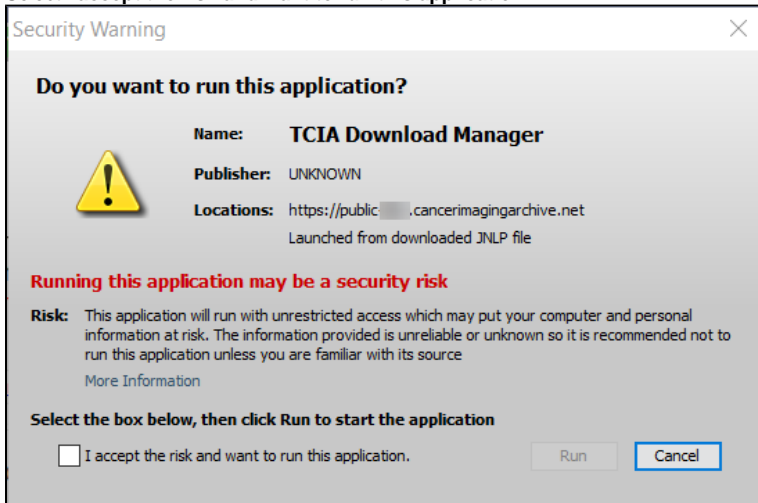 Security Warning
Do you want to run this application?
Name: TCIA Download Manager
Publisher: UNKNOWN
Locations: https://public- .cancerimagingarchive.net
Launched from downloaded JNLP file
Running this application may be a security risk
Risk: This application will run with unrestricted access which may put your computer and personal
information at risk. The information provided is unreliable or unknown so it is recommended not to
run this application unless you are familiar with its source
More Information
Select the box below, then click Run to start the application
I accept the risk and want to run this application.
Run Cancel